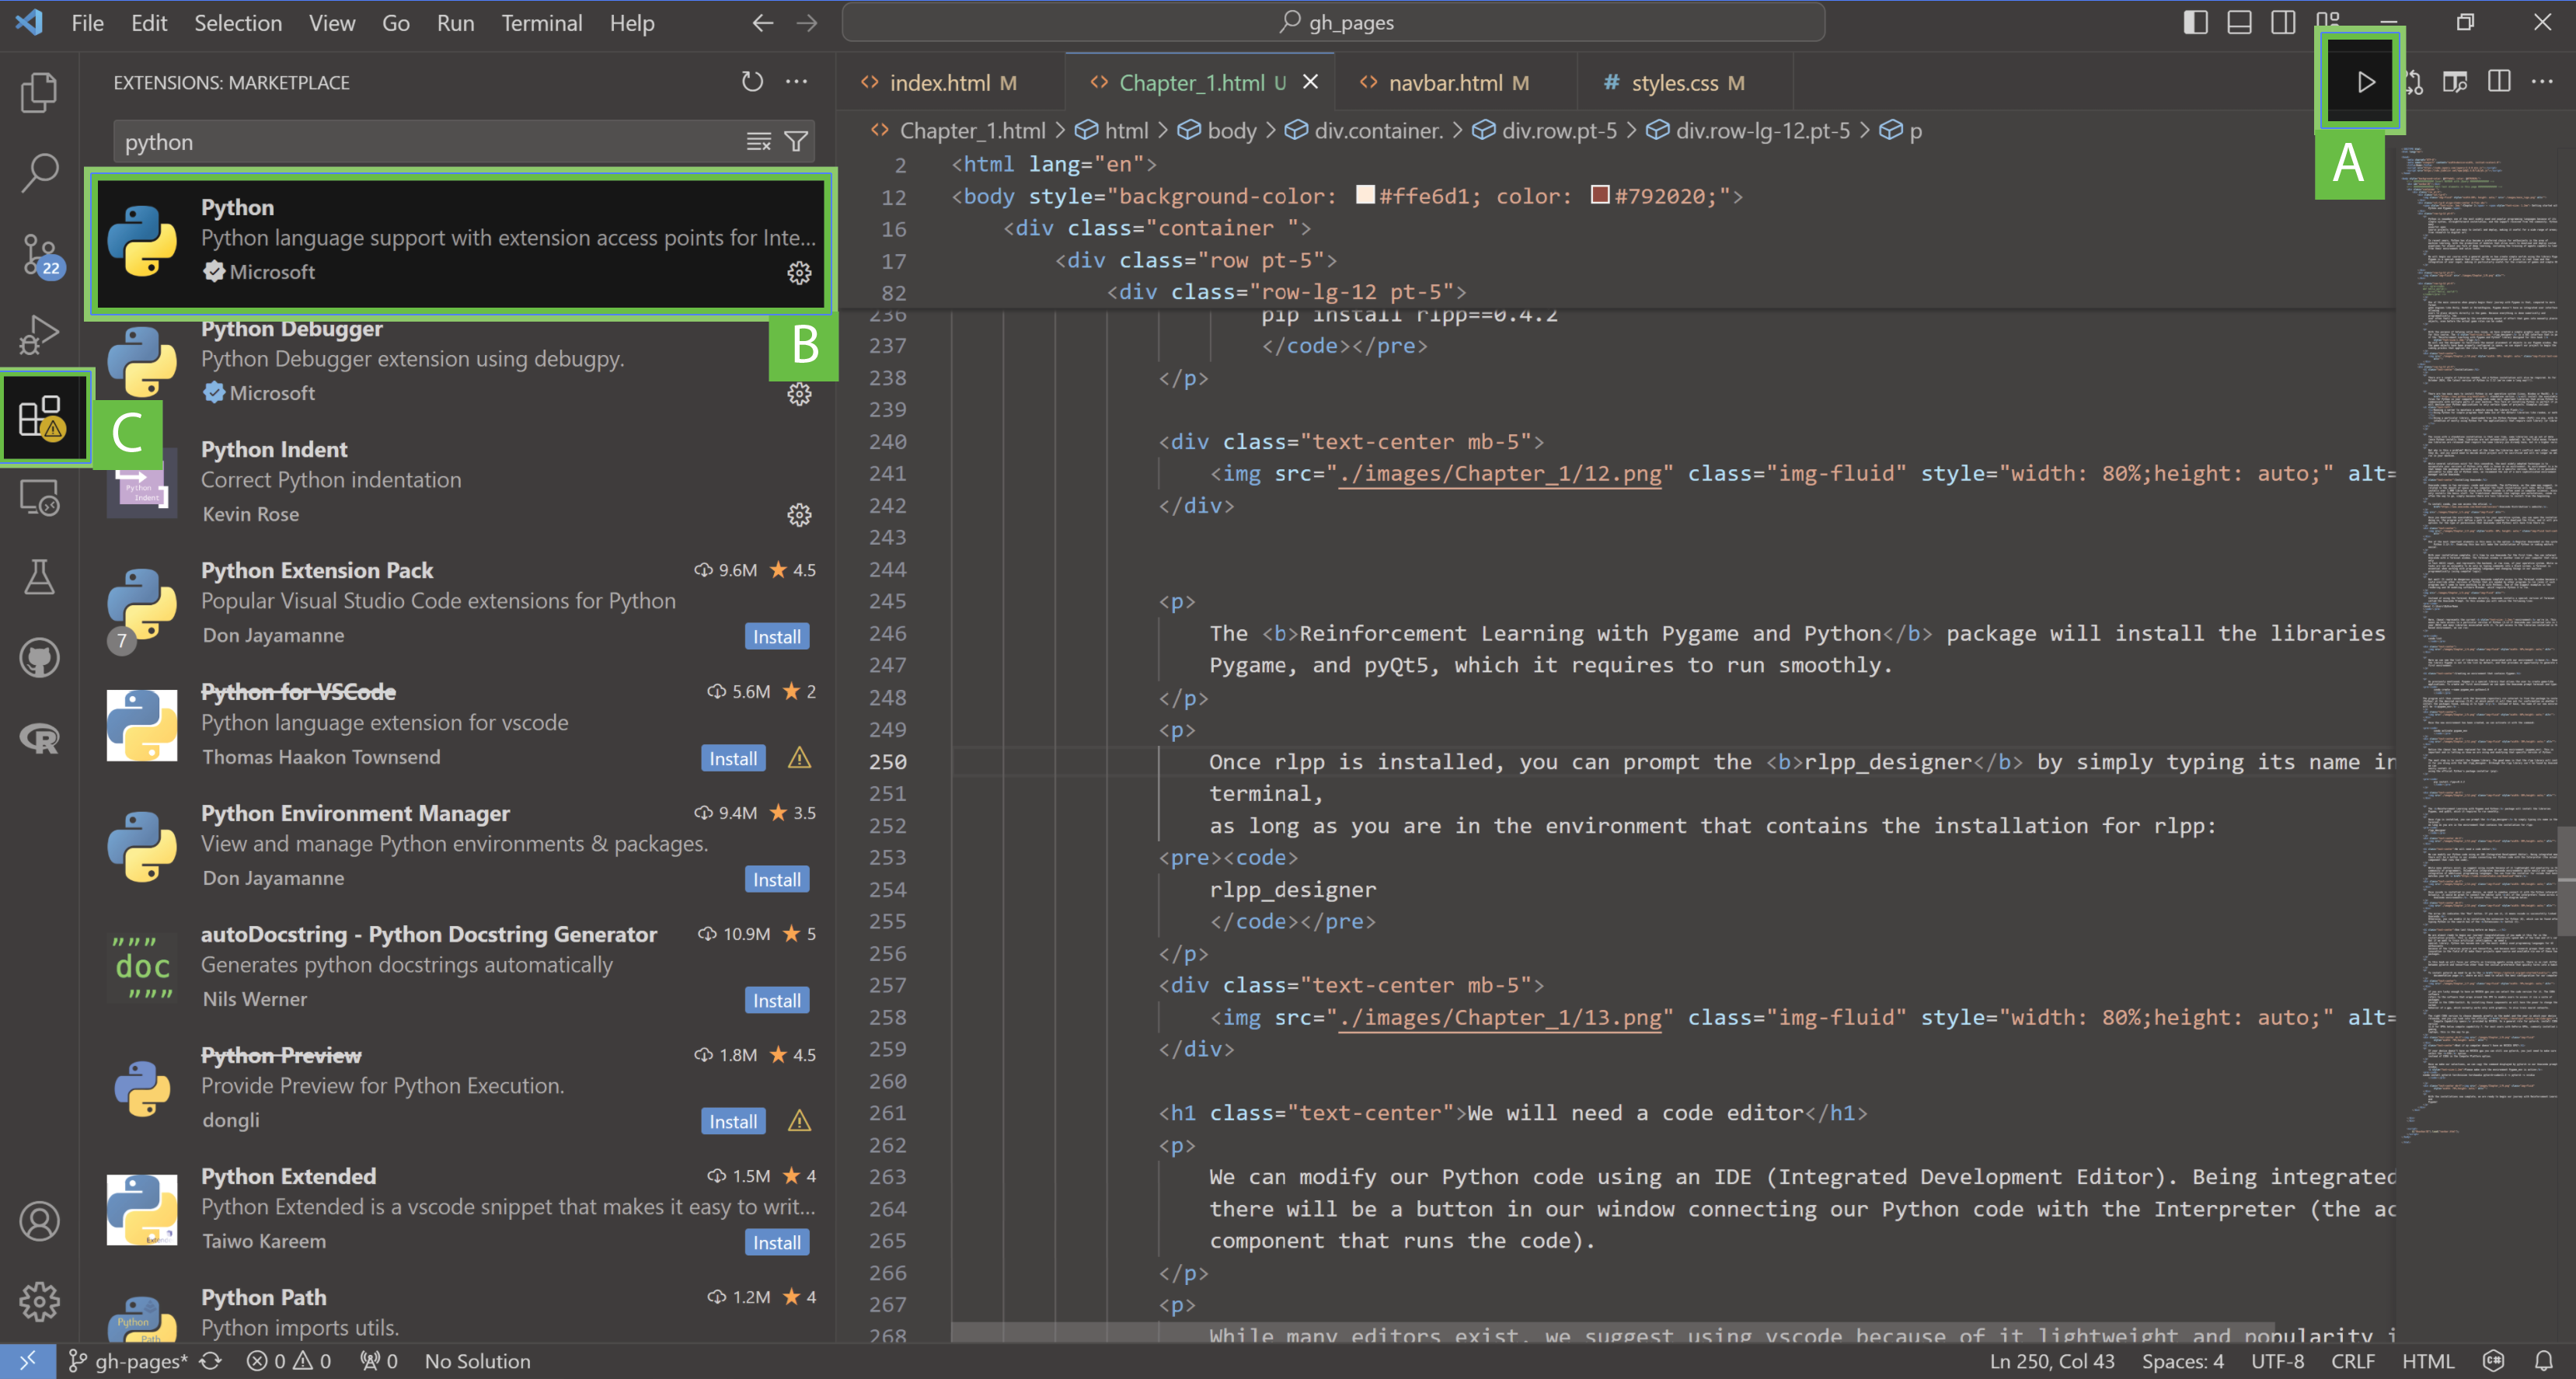 File Edit Selection View Go Run Terminal Help
gh_pages
EXTENSIONS: MARKETPLACE
python
Python
Python language support with extension access points for Inte...
Microsoft
B
Python Debugger
Python Debugger extension using debugpy.
Microsoft
22
C
Python Indent
Correct Python indentation
Kevin Rose
Python
Indent
Python Extension Pack 9.6M 4.5
Popular Visual Studio Code extensions for Python
Don Jayamanne Install
7
Python for VSCode 5.6M 2
Python language extension for vscode
Thomas Haakon Townsend Install
Python Environment Manager 9.4M 3.5
View and manage Python environments & packages.
Don Jayamanne Install
autoDocstring - Python Docstring Generator 10.9M 5
Generates python docstrings automatically
Nils Werner Install
"""
doc
"""
Python Preview 1.8M 4.5
Provide Preview for Python Execution.
dongli Install
Python Extended 1.5M 4
Python Extended is a vscode snippet that makes it easy to writ...
Taiwo Kareem Install
Python Path 1.2M 4
Python imports utils.
Python
Path
<> index.html M <> Chapter_1.html U <> navbar.html M # styles.css M
A
<> Chapter_1.html > html > body > div.container. > div.row.pt-5 > div.row-lg-12.pt-5 > p
2 <html lang="en">
12 <body style="background-color: #ffe6d1; color: #792020;">
16 <div class="container ">
17 <div class="row pt-5">
82 <div class="row-lg-12 pt-5">
236 pip install rlpp==0.4.2
237 </code></pre>
238 </p>
239
240 <div class="text-center mb-5">
241 <img src="./images/Chapter_1/12.png" class="img-fluid" style="width: 80%;height: auto;" alt=
242 </div>
243
244
245 <p>
246 The <b>Reinforcement Learning with Pygame and Python</b> package will install the libraries
247 Pygame, and pyQt5, which it requires to run smoothly.
248 </p>
249 <p>
250 Once rlpp is installed, you can prompt the <b>rlpp_designer</b> by simply typing its name in
251 terminal,
252 as long as you are in the environment that contains the installation for rlpp:
253 <pre><code>
254 rlpp_designer
255 </code></pre>
256 </p>
257 <div class="text-center mb-5">
258 <img src="./images/Chapter_1/13.png" class="img-fluid" style="width: 80%;height: auto;" alt=
259 </div>
260
261 <h1 class="text-center">We will need a code editor</h1>
262 <p>
263 We can modify our Python code using an IDE (Integrated Development Editor). Being integrated
264 there will be a button in our window connecting our Python code with the Interpreter (the ac
265 component that runs the code).
266 </p>
267 <p>
268 While many editors exist, we suggest using vscode because of it lightweight and popularity i
gh-pages* 0 0 0 No Solution Ln 250, Col 43 Spaces: 4 UTF-8 CRLF HTML